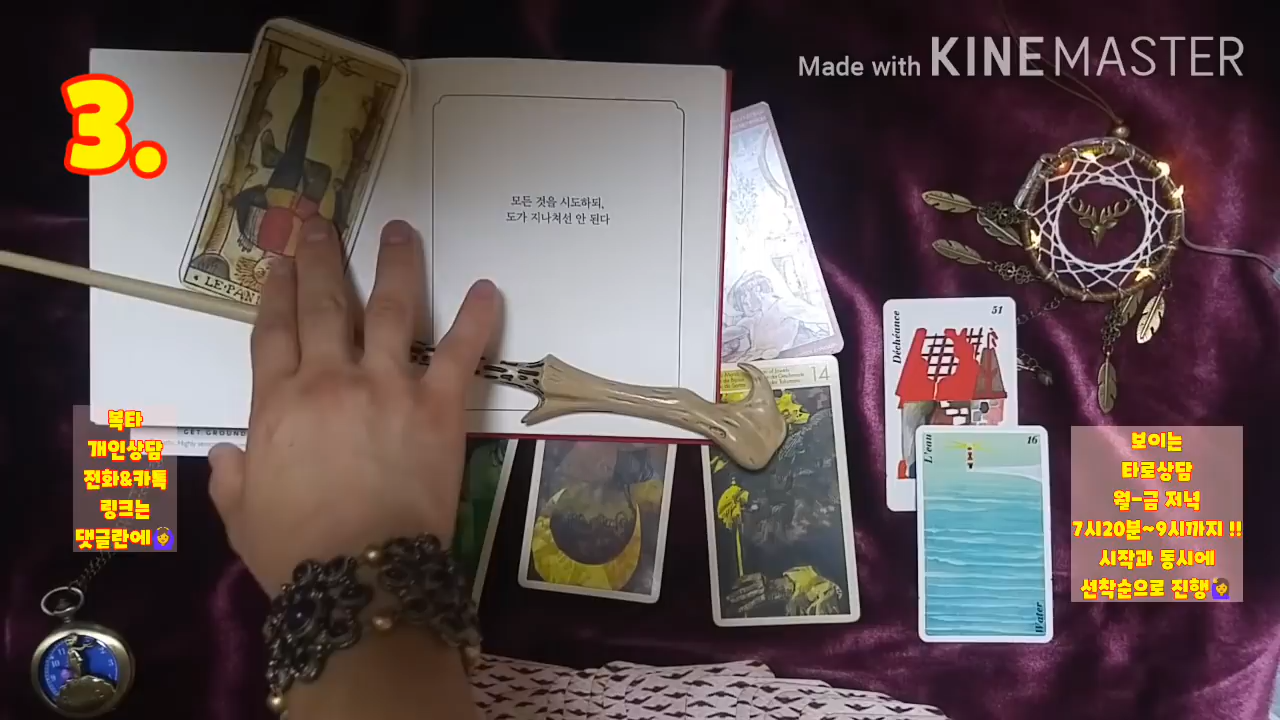 Made with KINEMASTER
3.
모든 것을 시도하되,
도가 지나쳐선 안 된다
LE·PAN
14
51
Déchéance
16
L'eau
Water
GET GROUND
복타
개인상담
전화&카톡
링크는
댓글란에🙆‍♀️
보이는
타로상담
월-금 저녁
7시20분~9시까지 !!
시작과 동시에
선착순으로 진행🙋‍♀️